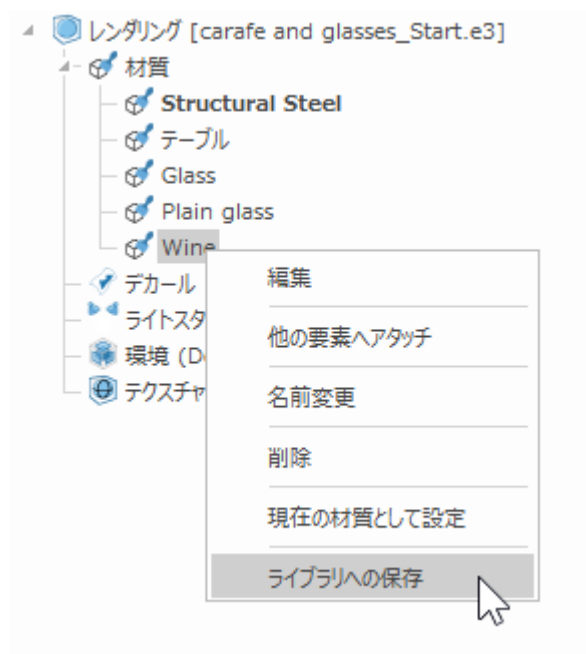 レンダリング [carafe and glasses_Start.e3]
材質
Structural Steel
テーブル
Glass
Plain glass
Wine
デカール
ライトスタ
環境 (D
テクスチャ
編集
他の要素へアタッチ
名前変更
削除
現在の材質として設定
ライブラリへの保存